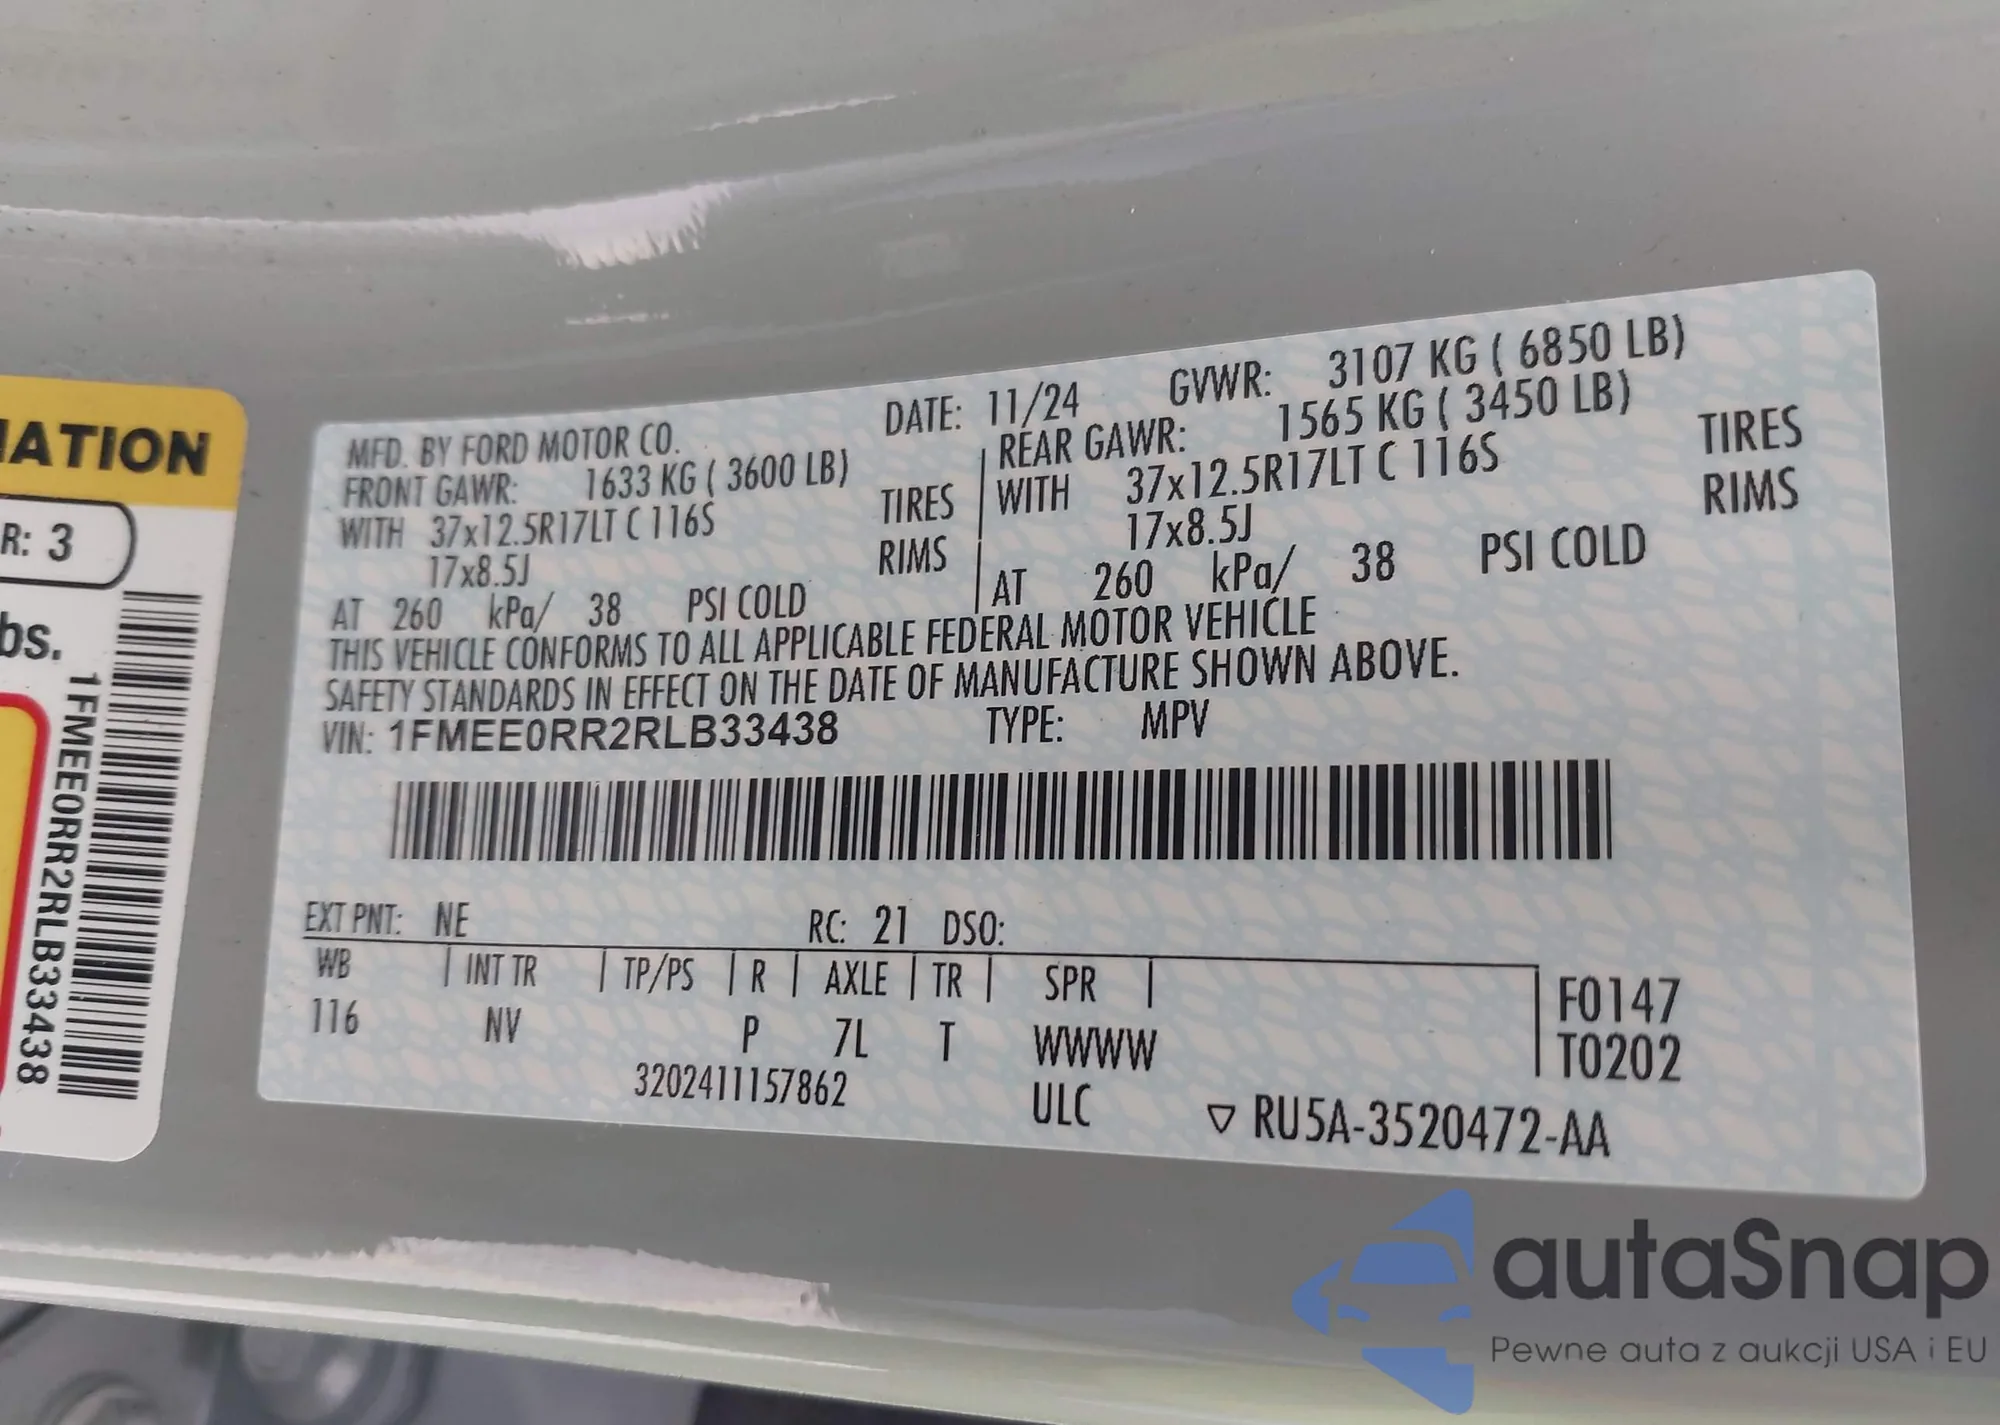 IATION
R: 3
bs.
1FMEE0RR2RLB33438
MFD. BY FORD MOTOR CO. DATE: 11/24 GVWR: 3107 KG ( 6850 LB)
FRONT GAWR: 1633 KG ( 3600 LB) REAR GAWR: 1565 KG ( 3450 LB)
WITH 37x12.5R17LT C 116S TIRES WITH 37x12.5R17LT C 116S TIRES
17x8.5J RIMS 17x8.5J RIMS
AT 260 kPa/ 38 PSI COLD AT 260 kPa/ 38 PSI COLD
THIS VEHICLE CONFORMS TO ALL APPLICABLE FEDERAL MOTOR VEHICLE
SAFETY STANDARDS IN EFFECT ON THE DATE OF MANUFACTURE SHOWN ABOVE.
VIN: 1FMEE0RR2RLB33438 TYPE: MPV
EXT PNT: NE RC: 21 DSO:
WB INT TR TP/PS R AXLE TR SPR F0147
116 NV P 7L T WWWW T0202
3202411157862 ULC ▽ RU5A-3520472-AA
autaSnap
Pewne auta z aukcji USA i EU